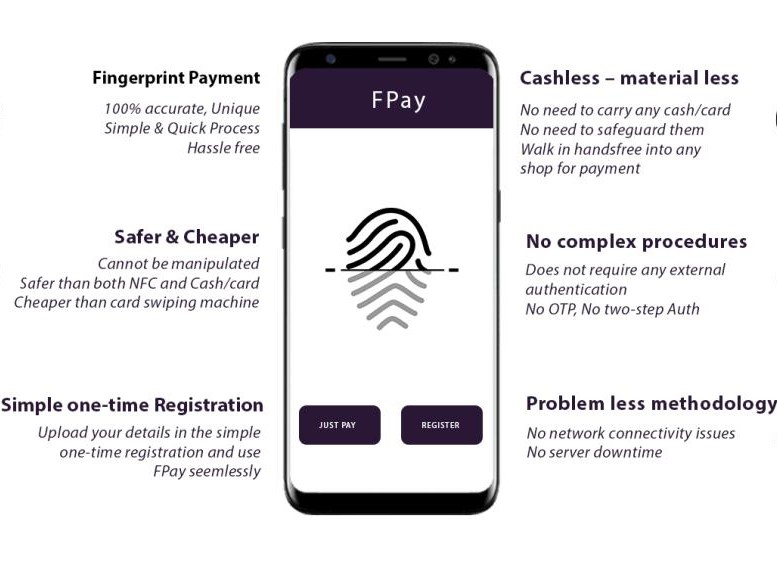 Fingerprint Payment
100% accurate, Unique
Simple & Quick Process
Hassle free
Safer & Cheaper
Cannot be manipulated
Safer than both NFC and Cash/card
Cheaper than card swiping machine
Simple one-time Registration
Upload your details in the simple
one-time registration and use
FPay seemlessly
FPay
JUST PAY
REGISTER
Cashless – material less
No need to carry any cash/card
No need to safeguard them
Walk in handsfree into any
shop for payment
No complex procedures
Does not require any external
authentication
No OTP, No two-step Auth
Problem less methodology
No network connectivity issues
No server downtime